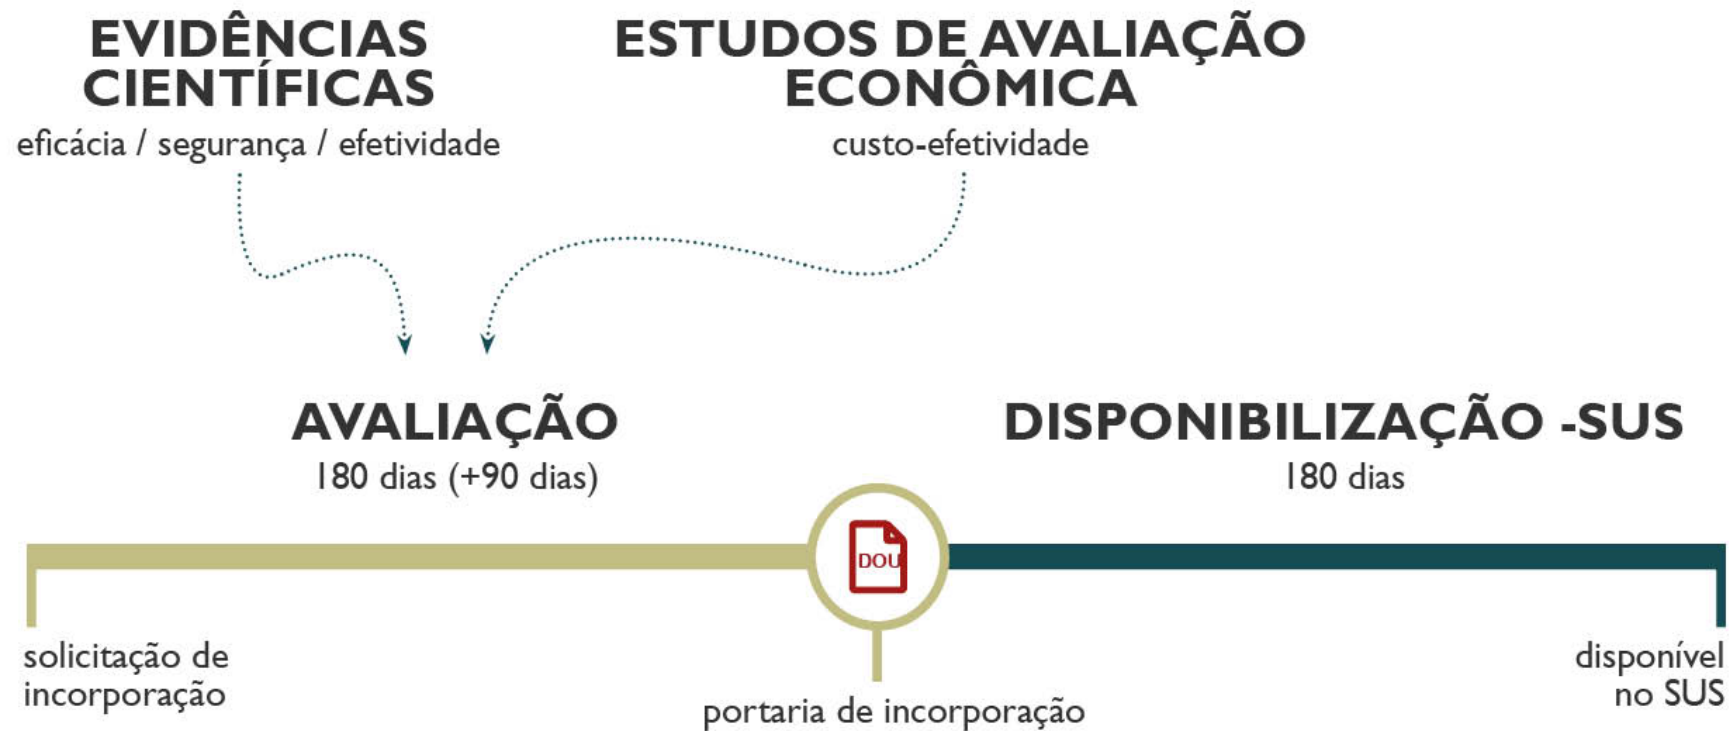 EVIDÊNCIAS
CIENTÍFICAS
eficácia / segurança / efetividade
ESTUDOS DE AVALIAÇÃO
ECONÔMICA
custo-efetividade
AVALIAÇÃO
180 dias (+90 dias)
DISPONIBILIZAÇÃO -SUS
180 dias
DOU
solicitação de
incorporação
portaria de incorporação
disponível
no SUS